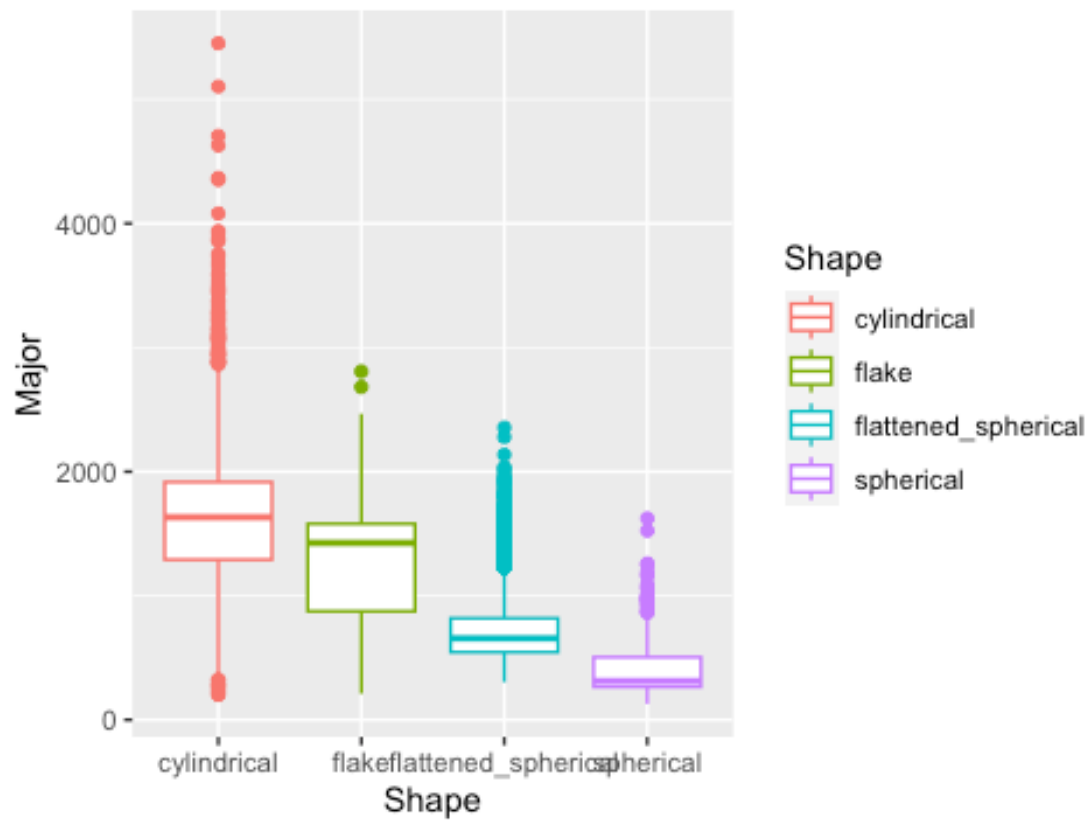 Major
4000
2000
0
cylindrical
flake
flattened_spherical
spherical
Shape
Shape
cylindrical
flake
flattened_spherical
spherical